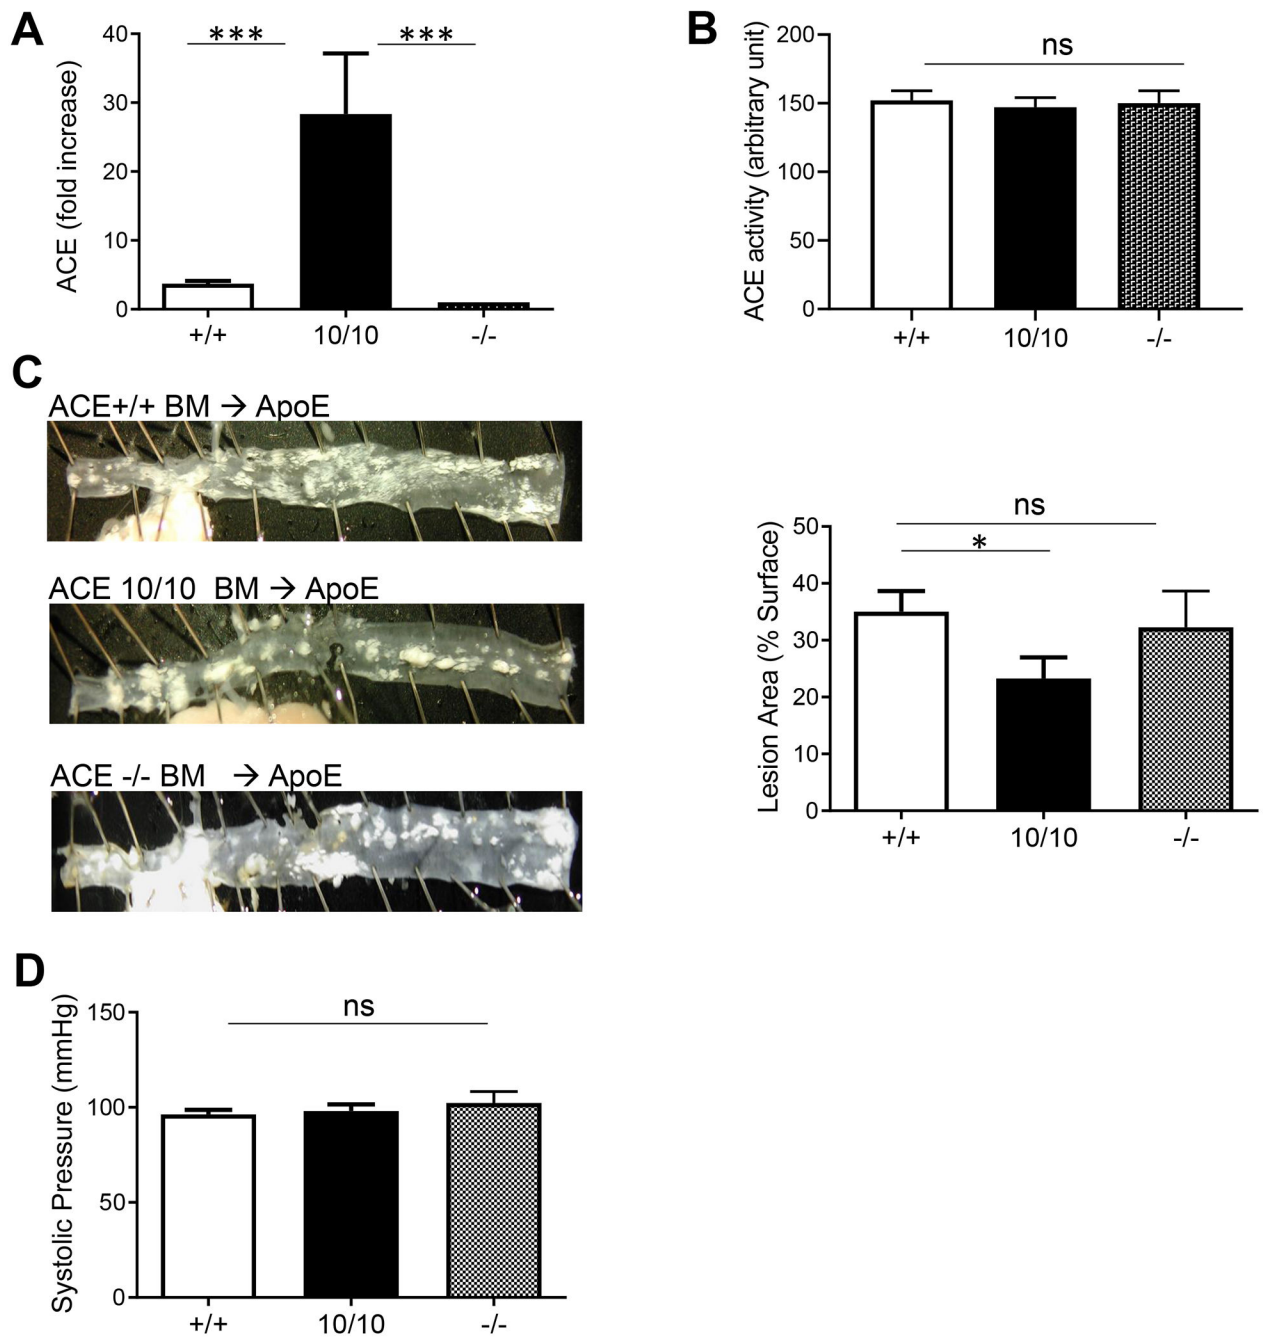 A
ACE (fold increase)
40
30
20
10
0
***
***
+/+
10/10
-/-
B
ACE activity (arbitrary unit)
200
150
100
50
0
ns
+/+
10/10
-/-
C
ACE+/+ BM → ApoE
ACE 10/10 BM → ApoE
ACE -/- BM → ApoE
Lesion Area (% Surface)
50
40
30
20
10
0
ns
*
+/+
10/10
-/-
D
Systolic Pressure (mmHg)
150
100
50
0
ns
+/+
10/10
-/-